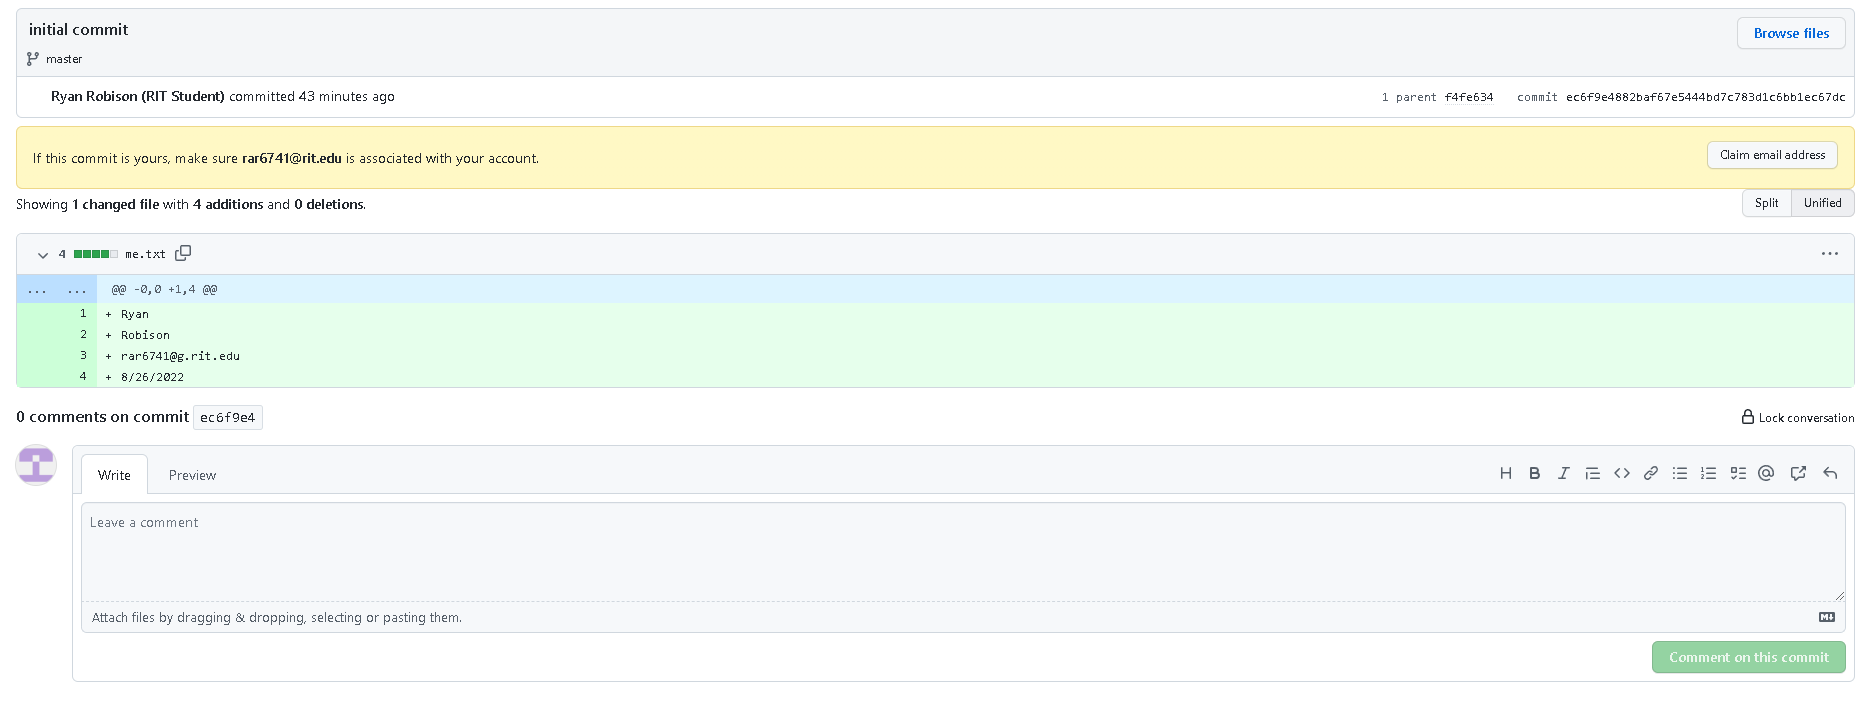 initial commit
Browse files
master
Ryan Robison (RIT Student) committed 43 minutes ago
1 parent f4fe634 commit ec6f9e4882baf67e5444bd7c783d1c6bb1ec67dc
If this commit is yours, make sure rar6741@rit.edu is associated with your account.
Claim email address
Showing 1 changed file with 4 additions and 0 deletions.
Split Unified
4 me.txt
... ... @@ -0,0 +1,4 @@
1 + Ryan
2 + Robison
3 + rar6741@g.rit.edu
4 + 8/26/2022
0 comments on commit ec6f9e4
Lock conversation
Write Preview
Leave a comment
Attach files by dragging & dropping, selecting or pasting them.
Comment on this commit